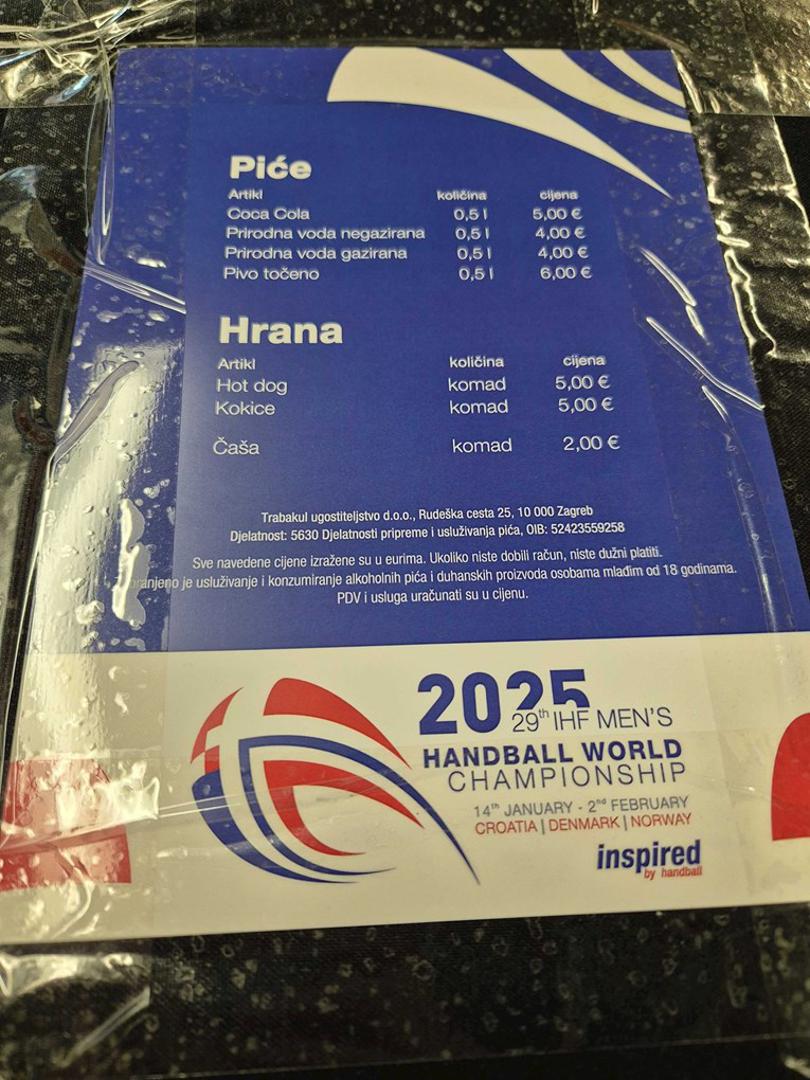 Piće
Artikl količina cijena
Coca Cola 0,5 l 5,00 €
Prirodna voda negazirana 0,5 l 4,00 €
Prirodna voda gazirana 0,5 l 4,00 €
Pivo točeno 0,5 l 6,00 €
Hrana
Artikl količina cijena
Hot dog komad 5,00 €
Kokice komad 5,00 €
Čaša komad 2,00 €
Trabakul ugostiteljstvo d.o.o., Rudeška cesta 25, 10 000 Zagreb
Djelatnost: 5630 Djelatnosti pripreme i usluživanja pića, OIB: 52423559258
Sve navedene cijene izražene su u eurima. Ukoliko niste dobili račun, niste dužni platiti.
je usluživanje i konzumiranje alkoholnih pića i duhanskih proizvoda osobama mlađim od 18 godinama.
PDV i usluga uračunati su u cijenu.
2025
29th IHF MEN'S
HANDBALL WORLD
CHAMPIONSHIP
14th JANUARY - 2nd FEBRUARY
CROATIA | DENMARK | NORWAY
inspired
by handball